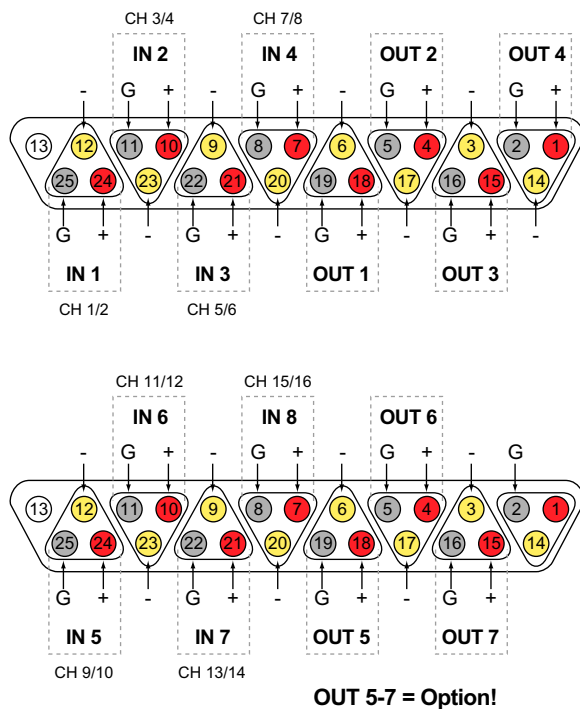 CH 3/4 CH 7/8
IN 2 IN 4 OUT 2 OUT 4
- G + - G + - G + - G +
13 12 11 10 9 8 7 6 5 4 3 2 1
25 24 23 22 21 20 19 18 17 16 15 14
G + - G + - G + - G + -
IN 1 IN 3 OUT 1 OUT 3
CH 1/2 CH 5/6
CH 11/12 CH 15/16
IN 6 IN 8 OUT 6
- G + - G + - G + - G
13 12 11 10 9 8 7 6 5 4 3 2 1
25 24 23 22 21 20 19 18 17 16 15 14
G + - G + - G + - G +
IN 5 IN 7 OUT 5 OUT 7
CH 9/10 CH 13/14
OUT 5-7 = Option!